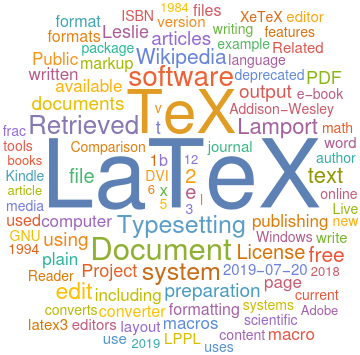 1984 files
ISBN
format Leslie version XeTeX editor
formats articles writing features
Public package Wikipedia example Related
written markup software language deprecated PDF
available output e-book
documents TeX Addison-Wesley
frac Retrieved v t Lamport math
tools Comparison 1b 12 journal word
books file DVI 2 author
Kindle LaTeX text
article 6 x e l online
media 5 3 Live
used computer Typesetting publishing new
GNU using Document Windows write
1994 License free
plain Project system 2019-07-20 2018
Reader edit including preparation page current
converts converter formatting systems Adobe
latex3 editors layout macros scientific
use 2019 LPPL content macro
uses